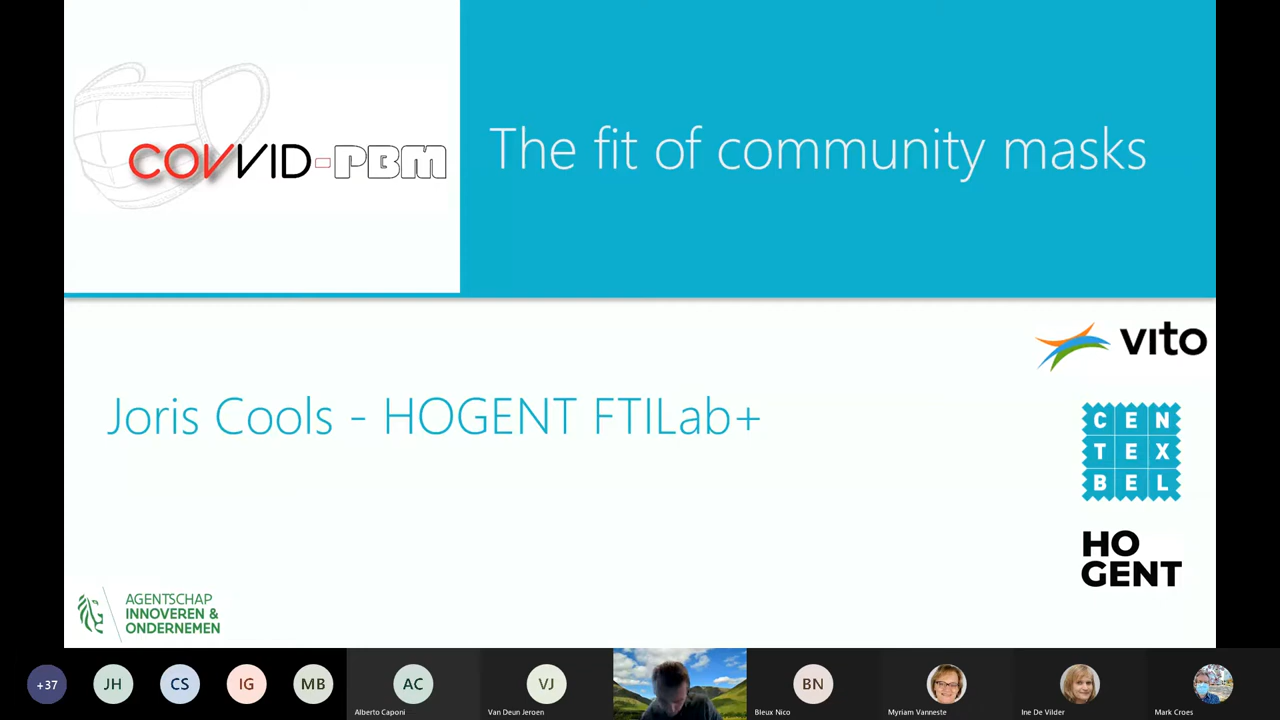 COVVID-PBM
The fit of community masks
vito
Joris Cools - HOGENT FTILab+
CEN
TEX
BEL
HO
GENT
AGENTSCHAP
INNOVEREN &
ONDERNEMEN
+37
JH
CS
IG
MB
AC
VJ
BN
Alberto Caponi
Van Deun Jeroen
Bleux Nico
Myriam Vanneste
Ine De Vilder
Mark Croes